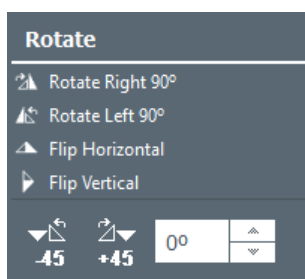 Rotate
Rotate Right 90º
Rotate Left 90º
Flip Horizontal
Flip Vertical
-45 +45 0º